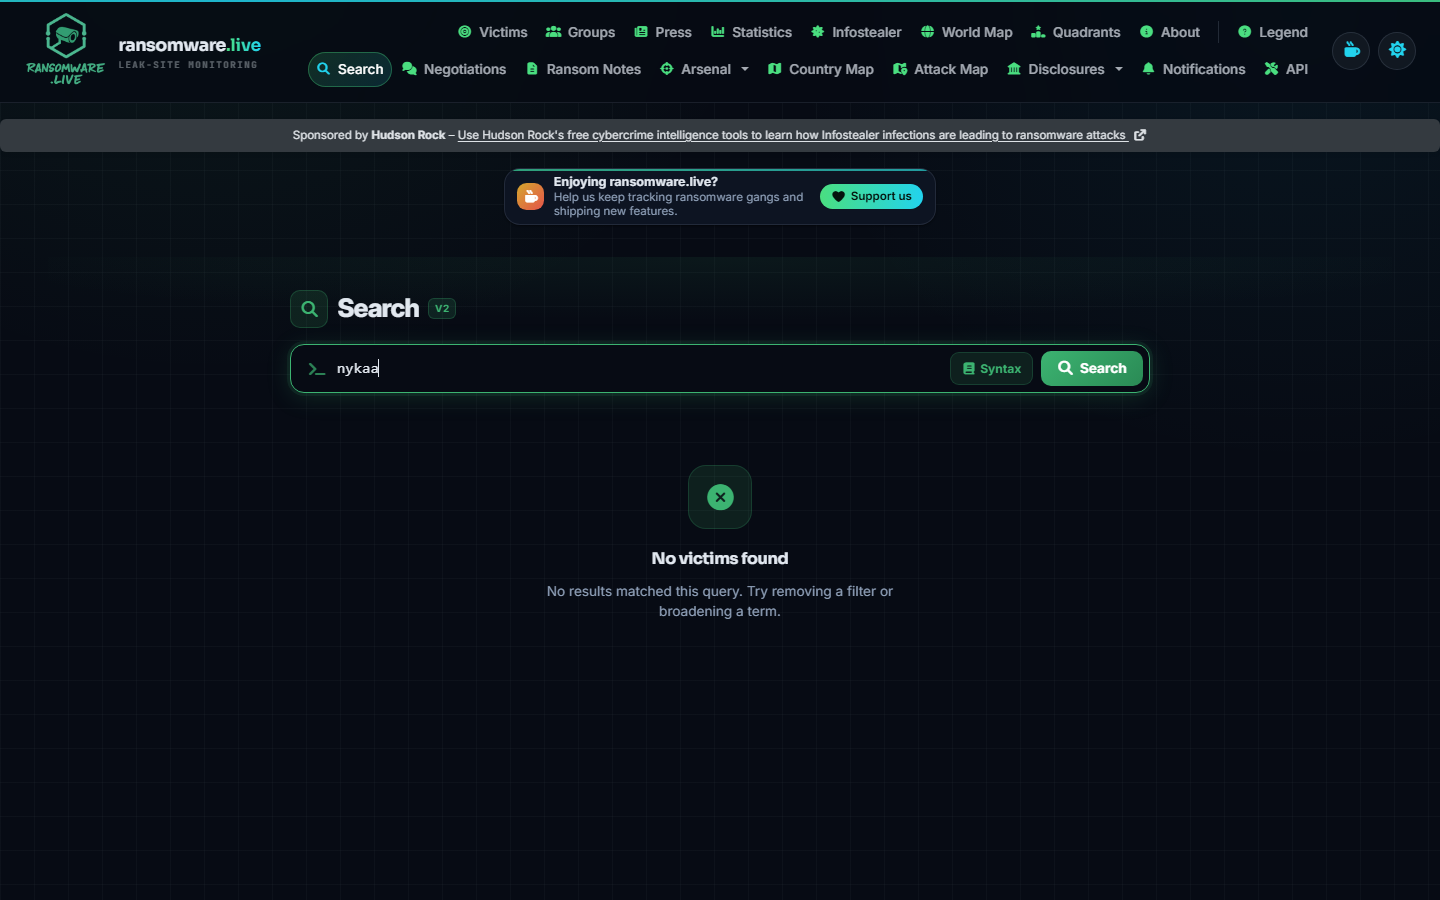 RANSOMWARE
.LIVE
ransomware.live
LEAK-SITE MONITORING
Victims Groups Press Statistics Infostealer World Map Quadrants About Legend
Search Negotiations Ransom Notes Arsenal Country Map Attack Map Disclosures Notifications API
Sponsored by Hudson Rock – Use Hudson Rock's free cybercrime intelligence tools to learn how Infostealer infections are leading to ransomware attacks
Enjoying ransomware.live?
Help us keep tracking ransomware gangs and
shipping new features.
Support us
Search V2
nykaa
Syntax
Search
No victims found
No results matched this query. Try removing a filter or
broadening a term.